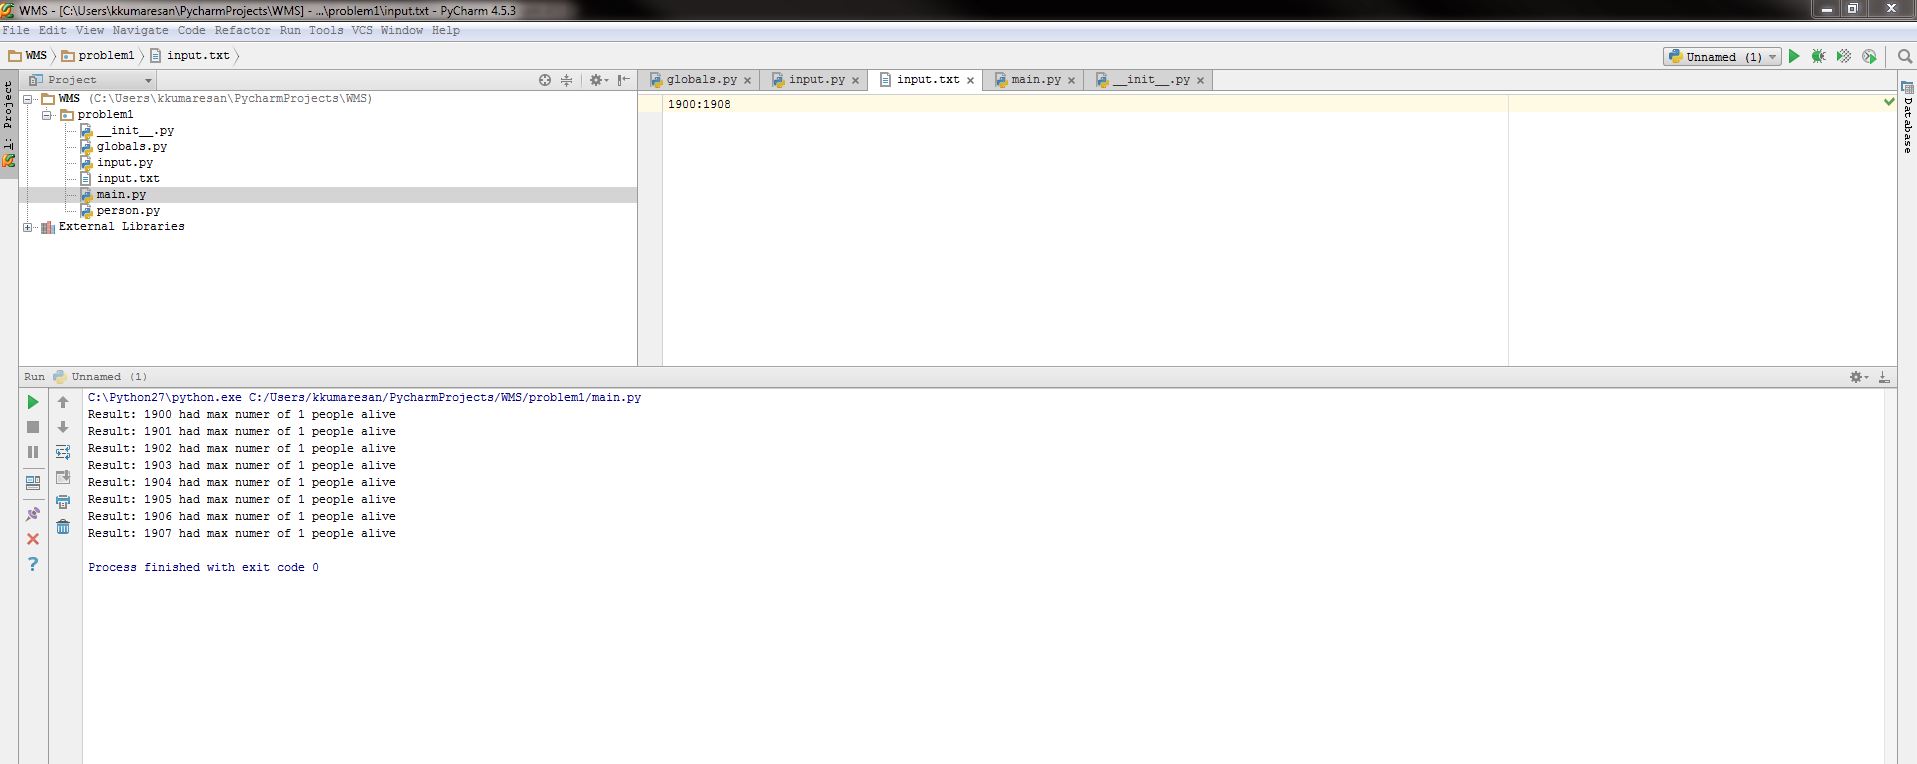 WMS - [C:\Users\kkumaresan\PycharmProjects\WMS] - ...\problem1\input.txt - PyCharm 4.5.3
File Edit View Navigate Code Refactor Run Tools VCS Window Help
WMS problem1 input.txt
Unnamed (1)
1: Project
Project
WMS (C:\Users\kkumaresan\PycharmProjects\WMS)
problem1
__init__.py
globals.py
input.py
input.txt
main.py
person.py
External Libraries
globals.py input.py input.txt main.py __init__.py
1900:1908
Database
Run Unnamed (1)
C:\Python27\python.exe C:/Users/kkumaresan/PycharmProjects/WMS/problem1/main.py
Result: 1900 had max numer of 1 people alive
Result: 1901 had max numer of 1 people alive
Result: 1902 had max numer of 1 people alive
Result: 1903 had max numer of 1 people alive
Result: 1904 had max numer of 1 people alive
Result: 1905 had max numer of 1 people alive
Result: 1906 had max numer of 1 people alive
Result: 1907 had max numer of 1 people alive
Process finished with exit code 0